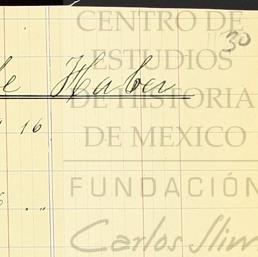 CENTRO DE
ESTUDIOS
DE HISTORIA
DE MEXICO
FUNDACIÓN
Carlos Slim
30
Haber
16